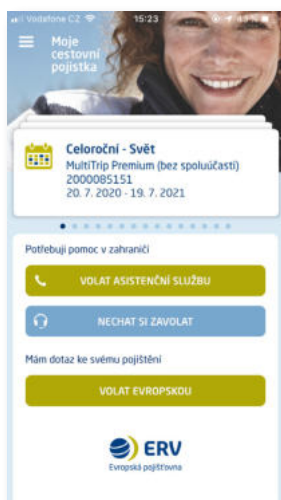 Vodafone CZ
15:23
43%
Moje
cestovní
pojistka
Celoroční - Svět
MultiTrip Premium (bez spoluúčasti)
2000085151
20. 7. 2020 - 19. 7. 2021
Potřebuji pomoc v zahraničí
VOLAT ASISTENČNÍ SLUŽBU
NECHAT SI ZAVOLAT
Mám dotaz ke svému pojištění
VOLAT EVROPSKOU
ERV
Evropská pojišťovna